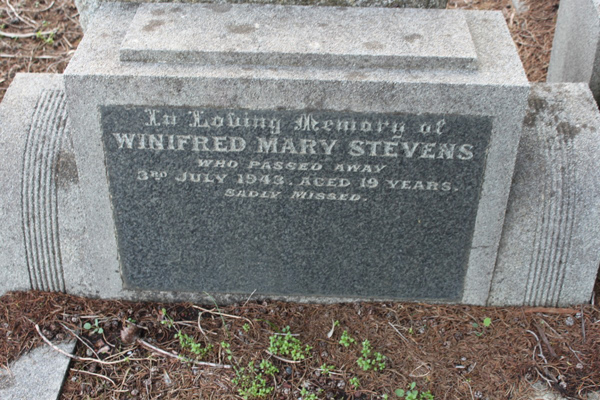 In Loving Memory of
WINIFRED MARY STEVENS
WHO PASSED AWAY
3RD JULY 1943. AGED 19 YEARS.
SADLY MISSED.